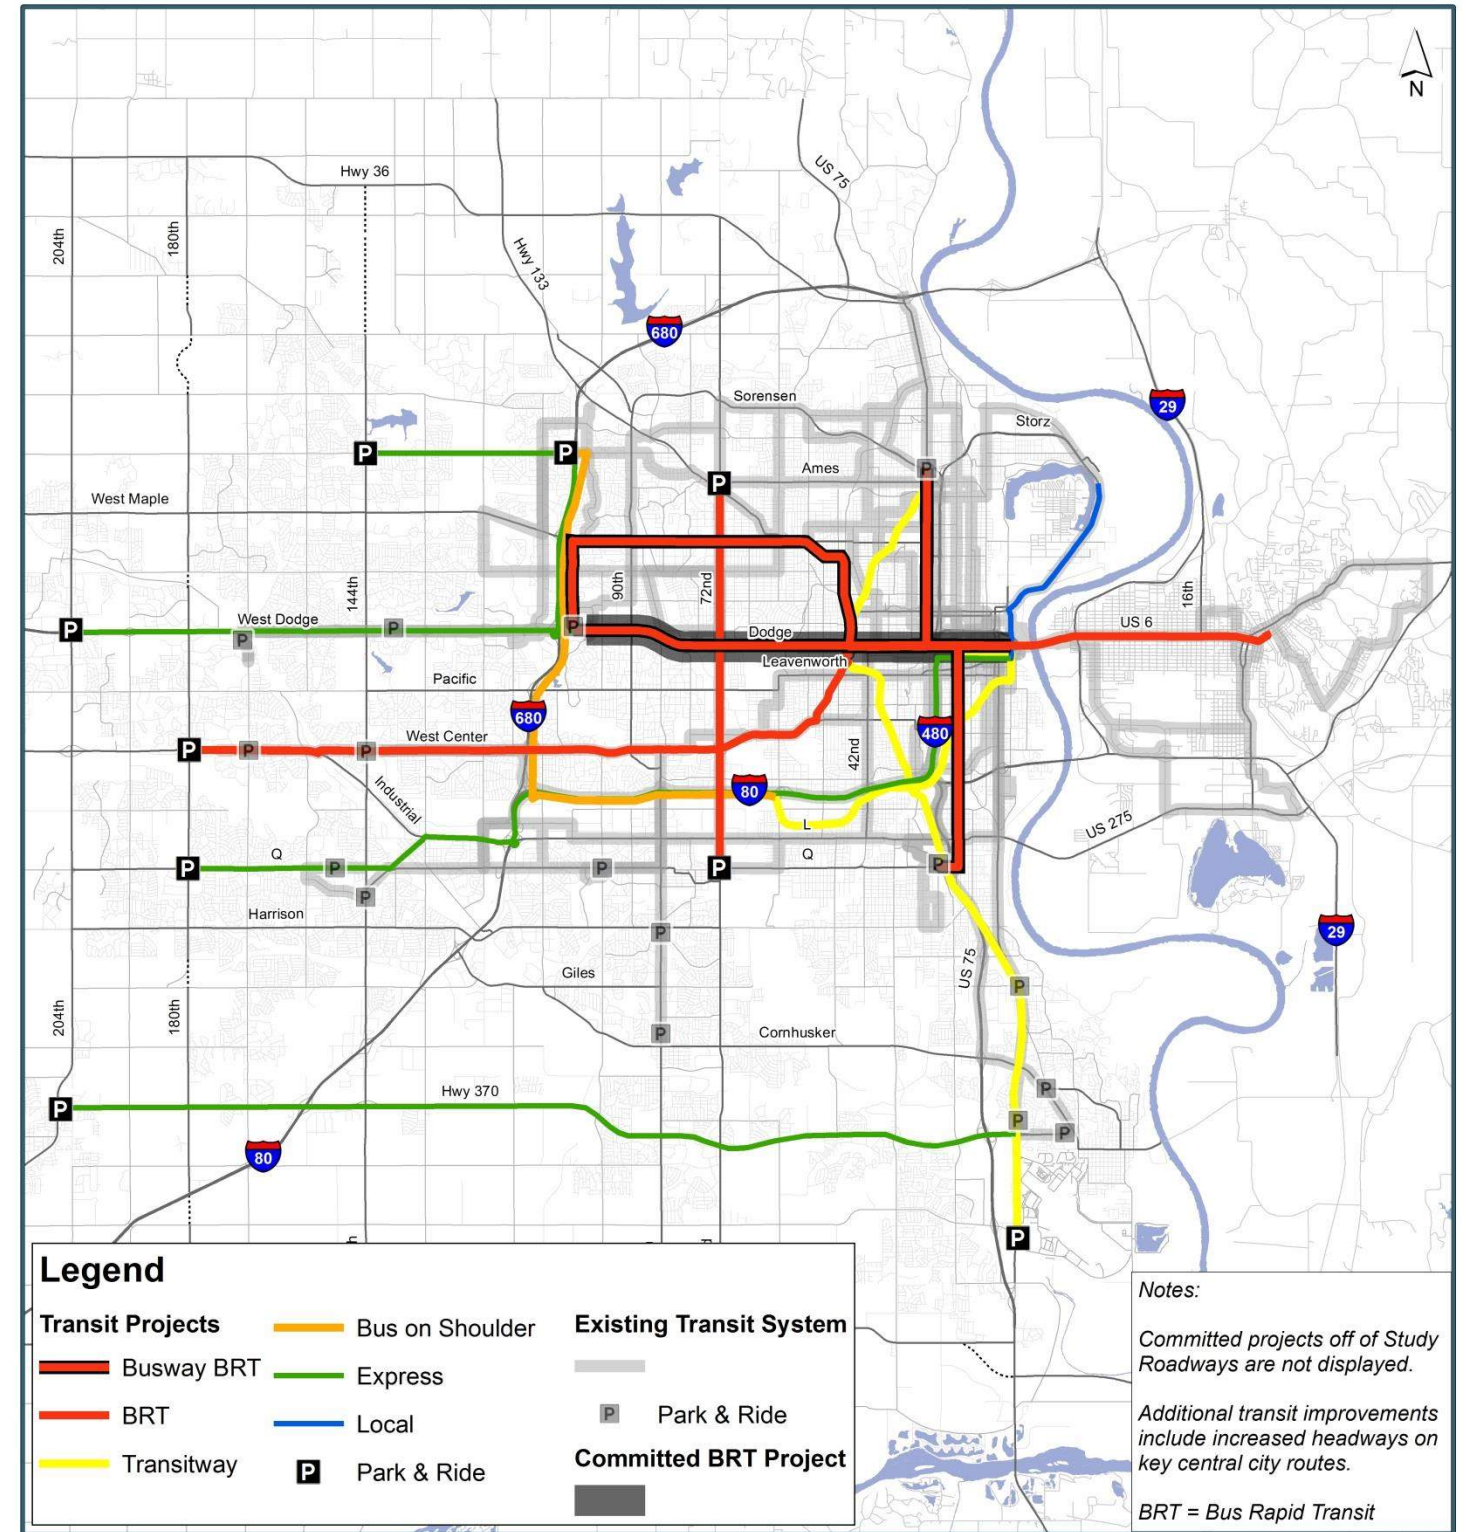 N
Hwy 36
US 75
204th
180th
Hwy 133
680
Sorensen
29
Storz
P
P
Ames
P
P
West Maple
144th
90th
72nd
16th
P
West Dodge
P
P
P
Dodge
US 6
Leavenworth
Pacific
680
480
West Center
P
P
P
42nd
Industrial
80
L
US 275
Q
Q
P
P
P
P
P
P
Harrison
P
29
Giles
US 75
P
204th
180th
Cornhusker
P
Hwy 370
P
P
P
P
80
P
Legend
Transit Projects
Busway BRT
BRT
Transitway
Bus on Shoulder
Express
Local
P Park & Ride
Existing Transit System
P Park & Ride
Committed BRT Project
Notes:
Committed projects off of Study
Roadways are not displayed.
Additional transit improvements
include increased headways on
key central city routes.
BRT = Bus Rapid Transit